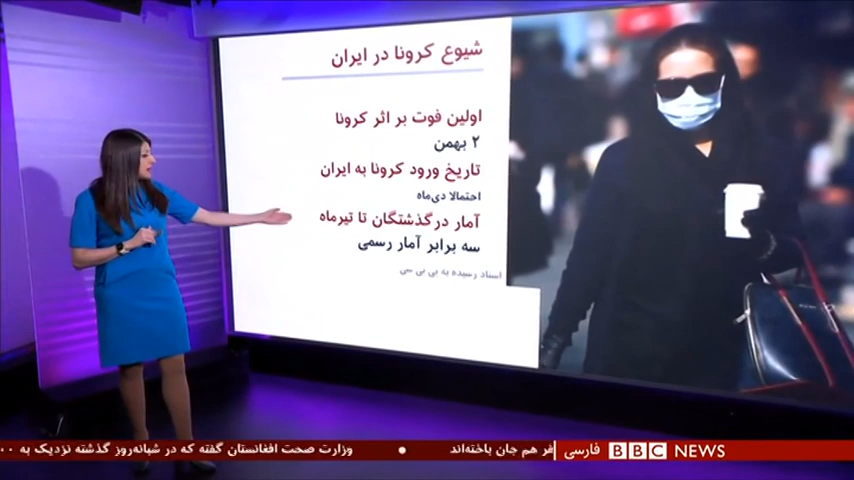 شیوع کرونا در ایران
اولین فوت بر اثر کرونا
۲ بهمن
تاریخ ورود کرونا به ایران
احتمالا دی‌ماه
آمار درگذشتگان تا تیرماه
سه برابر آمار رسمی
اسناد رسیده به بی بی سی
BBC NEWS فارسی
فر هم جان باخته‌اند • وزارت صحت افغانستان گفته که در شبانه‌روز گذشته نزدیک به